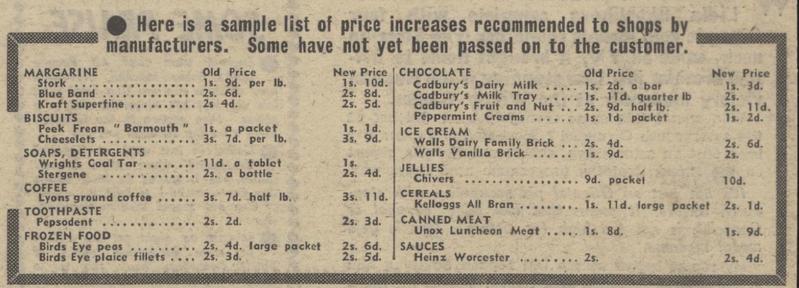 ● Here is a sample list of price increases recommended to shops by
manufacturers. Some have not yet been passed on to the customer.
MARGARINE Old Price New Price
Stork ................ 1s. 9d. per lb. 1s. 10d.
Blue Band ........... 2s. 6d. 2s. 8d.
Kraft Superfine ...... 2s 4d. 2s. 5d.
BISCUITS
Peek Frean "Barmouth" 1s. a packet 1s. 1d.
Cheeselets ............ 3s. 7d. per lb. 3s. 9d.
SOAPS, DETERGENTS
Wrights Coal Tar ....... 11d. a tablet 1s.
Stergene ............. 2s. a bottle 2s. 4d.
COFFEE
Lyons ground coffee ..... 3s. 7d. half lb. 3s. 11d.
TOOTHPASTE
Pepsodent ............ 2s. 2d. 2s. 3d.
FROZEN FOOD
Birds Eye peas ......... 2s. 4d. large packet 2s. 6d.
Birds Eye plaice fillets .... 2s. 3d. 2s. 5d.
CHOCOLATE Old Price New Price
Cadbury's Dairy Milk ..... 1s. 2d. a bar 1s. 3d.
Cadbury's Milk Tray ..... 1s. 11d. quarter lb 2s.
Cadbury's Fruit and Nut ... 2s. 9d. half lb. 2s. 11d.
Peppermint Creams ..... 1s. 1d. packet 1s. 2d.
ICE CREAM
Walls Dairy Family Brick ... 2s. 4d. 2s. 6d.
Walls Vanilla Brick ....... 1s. 9d. 2s.
JELLIES
Chivers ................ 9d. packet 10d.
CEREALS
Kelloggs All Bran ........ 1s. 11d. large packet 2s. 1d.
CANNED MEAT
Unox Luncheon Meat ..... 1s. 8d. 1s. 9d.
SAUCES
Heinz Worcester ......... 2s. 2s. 4d.